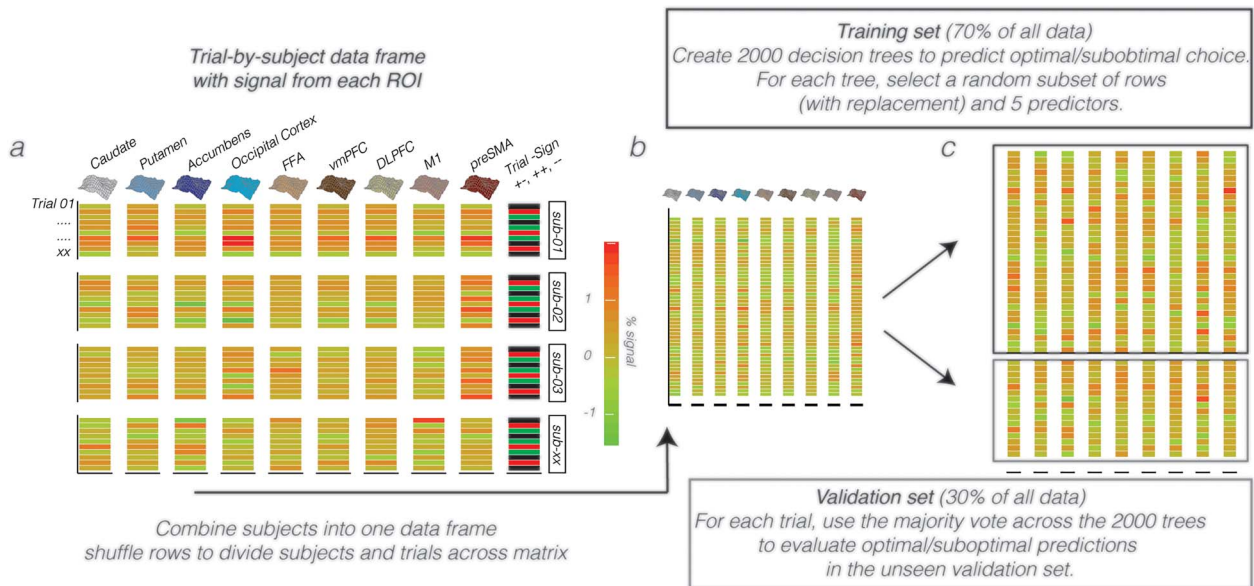 Trial-by-subject data frame
with signal from each ROI
Training set (70% of all data)
Create 2000 decision trees to predict optimal/subobtimal choice.
For each tree, select a random subset of rows
(with replacement) and 5 predictors.
a
Caudate
Putamen
Accumbens
Occipital Cortex
FFA
vmPFC
DLPFC
M1
preSMA
Trial -Sign
+-, ++, --
Trial 01
....
....
xx
sub-01
sub-02
sub-03
sub-xx
1
0
-1
% signal
b
c
Combine subjects into one data frame
shuffle rows to divide subjects and trials across matrix
Validation set (30% of all data)
For each trial, use the majority vote across the 2000 trees
to evaluate optimal/suboptimal predictions
in the unseen validation set.